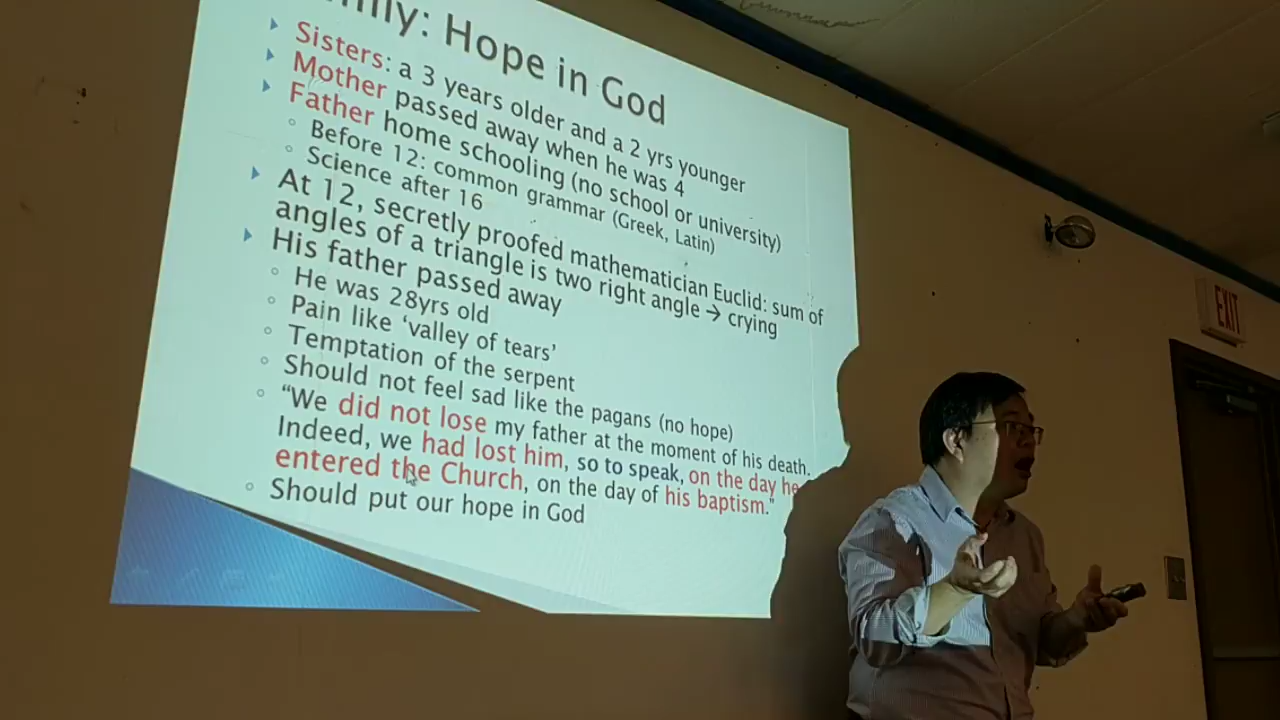 mily: Hope in God
Sisters: a 3 years older and a 2 yrs younger
Mother passed away when he was 4
Father home schooling (no school or university)
Before 12: common grammar (Greek, Latin)
Science after 16
At 12, secretly proofed mathematician Euclid: sum of
angles of a triangle is two right angle → crying
His father passed away
He was 28yrs old
Pain like ‘valley of tears’
Temptation of the serpent
Should not feel sad like the pagans (no hope)
“We did not lose my father at the moment of his death.
Indeed, we had lost him, so to speak, on the day he
entered the Church, on the day of his baptism.”
Should put our hope in God
EXIT